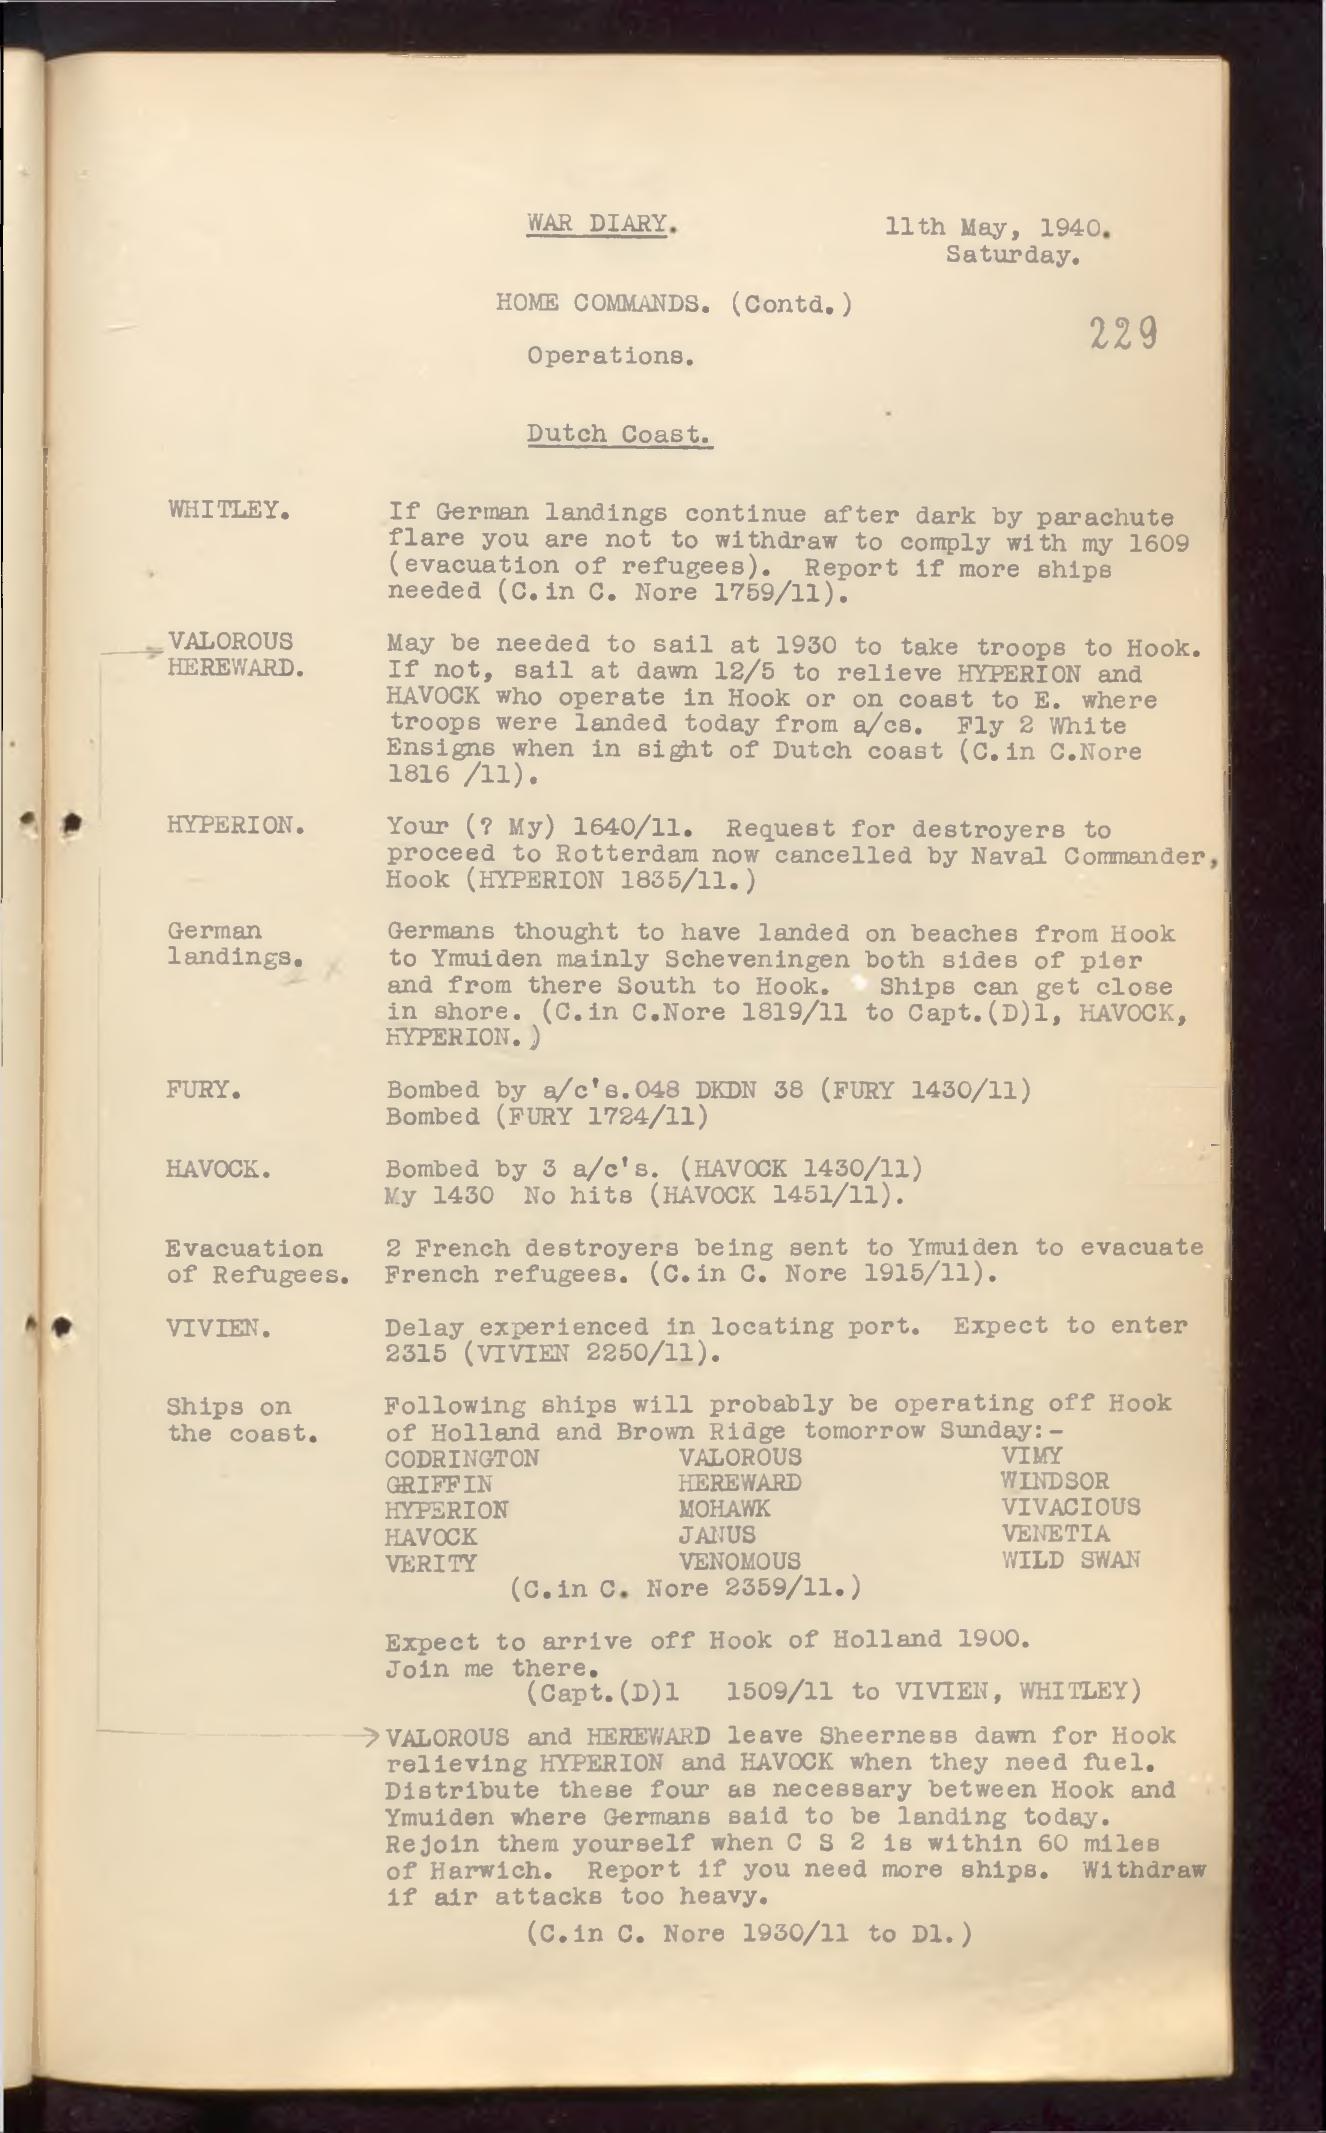 WAR DIARY.
11th May, 1940.
Saturday.
HOME COMMANDS. (Contd.)
229
Operations.
Dutch Coast.
WHITLEY.
If German landings continue after dark by parachute
flare you are not to withdraw to comply with my 1609
(evacuation of refugees). Report if more ships
needed (C.in C. Nore 1759/11).
VALOROUS
HEREWARD.
May be needed to sail at 1930 to take troops to Hook.
If not, sail at dawn 12/5 to relieve HYPERION and
HAVOCK who operate in Hook or on coast to E. where
troops were landed today from a/cs. Fly 2 White
Ensigns when in sight of Dutch coast (C.in C.Nore
1816 /11).
HYPERION.
Your (? My) 1640/11. Request for destroyers to
proceed to Rotterdam now cancelled by Naval Commander,
Hook (HYPERION 1835/11.)
German
landings.
Germans thought to have landed on beaches from Hook
to Ymuiden mainly Scheveningen both sides of pier
and from there South to Hook. Ships can get close
in shore. (C.in C.Nore 1819/11 to Capt.(D)1, HAVOCK,
HYPERION.)
FURY.
Bombed by a/c's.048 DKDN 38 (FURY 1430/11)
Bombed (FURY 1724/11)
HAVOCK.
Bombed by 3 a/c's. (HAVOCK 1430/11)
My 1430 No hits (HAVOCK 1451/11).
Evacuation
of Refugees.
2 French destroyers being sent to Ymuiden to evacuate
French refugees. (C.in C. Nore 1915/11).
VIVIEN.
Delay experienced in locating port. Expect to enter
2315 (VIVIEN 2250/11).
Ships on
the coast.
Following ships will probably be operating off Hook
of Holland and Brown Ridge tomorrow Sunday:-
CODRINGTON VALOROUS VIMY
GRIFFIN HEREWARD WINDSOR
HYPERION MOHAWK VIVACIOUS
HAVOCK JANUS VENETIA
VERITY VENOMOUS WILD SWAN
(C.in C. Nore 2359/11.)
Expect to arrive off Hook of Holland 1900.
Join me there.
(Capt.(D)1 1509/11 to VIVIEN, WHITLEY)
VALOROUS and HEREWARD leave Sheerness dawn for Hook
relieving HYPERION and HAVOCK when they need fuel.
Distribute these four as necessary between Hook and
Ymuiden where Germans said to be landing today.
Rejoin them yourself when C S 2 is within 60 miles
of Harwich. Report if you need more ships. Withdraw
if air attacks too heavy.
(C.in C. Nore 1930/11 to D1.)